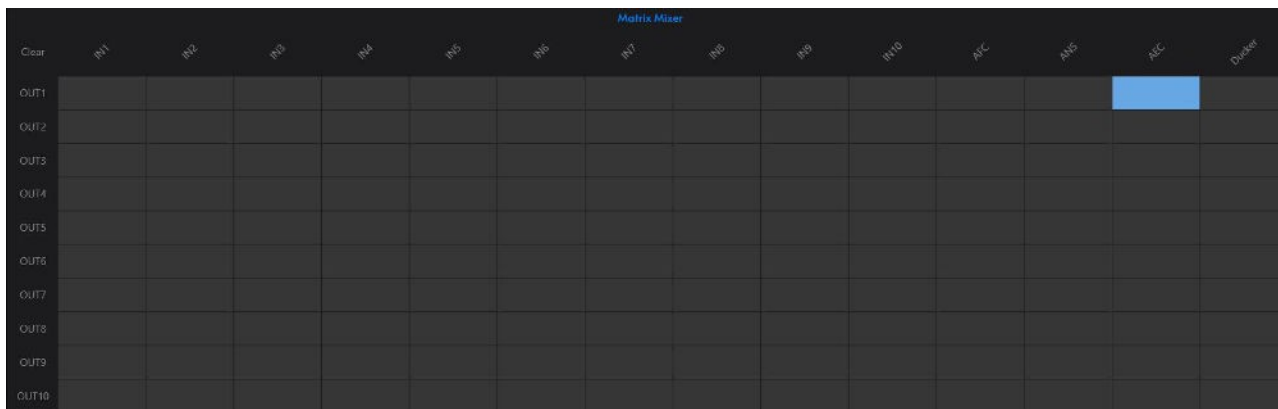 Matrix Mixer
Clear IN1 IN2 IN3 IN4 IN5 IN6 IN7 IN8 IN9 IN10 AFC ANS AEC Ducker
OUT1
OUT2
OUT3
OUT4
OUT5
OUT6
OUT7
OUT8
OUT9
OUT10